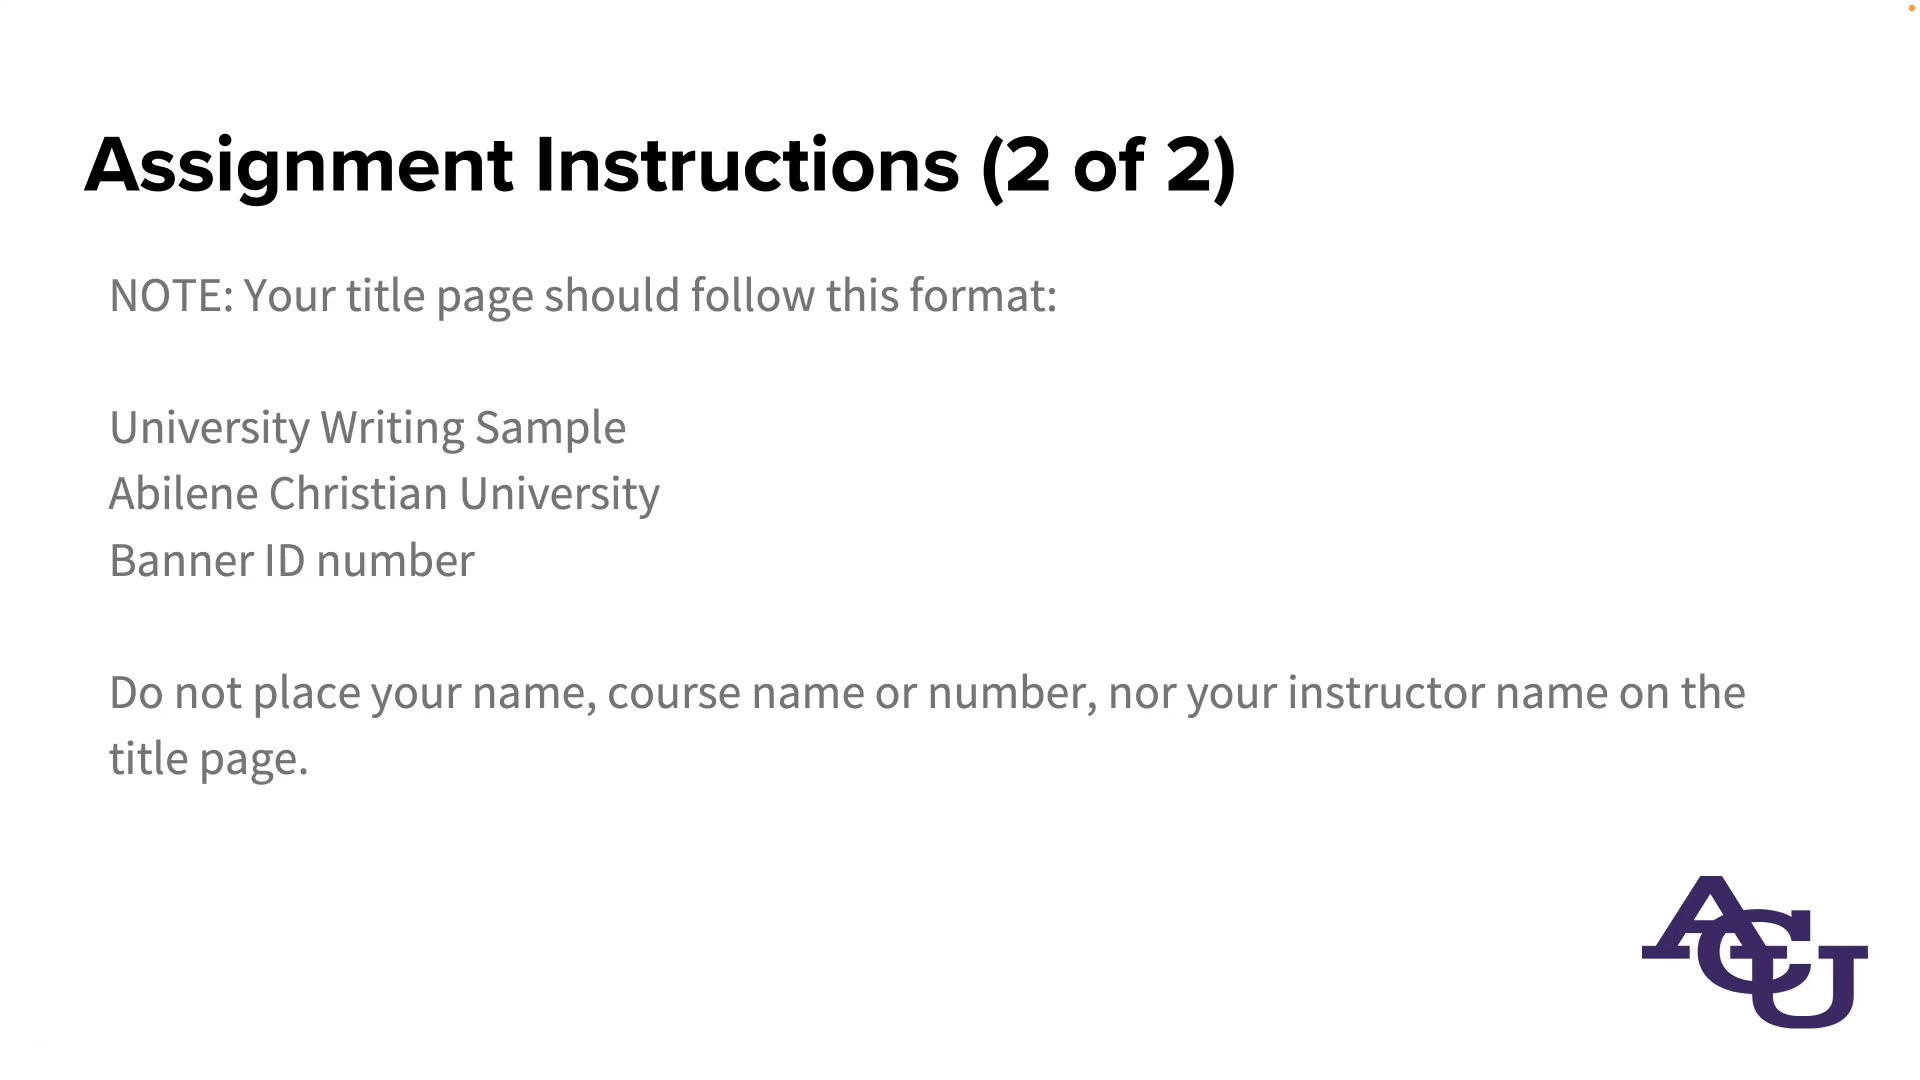 Assignment Instructions (2 of 2)
NOTE: Your title page should follow this format:
University Writing Sample
Abilene Christian University
Banner ID number
Do not place your name, course name or number, nor your instructor name on the
title page.
ACU